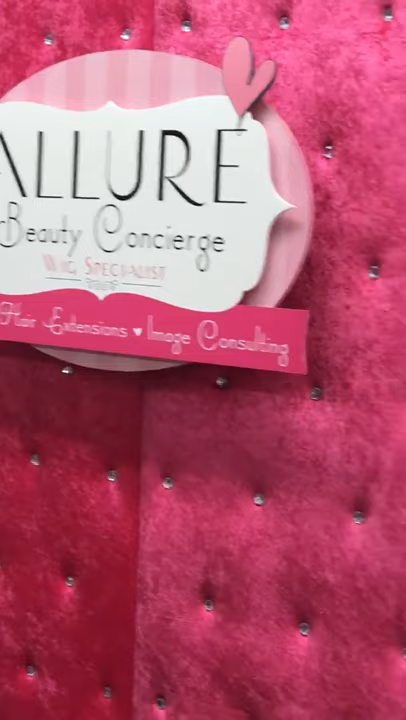 ALLURE
Beauty Concierge
Wig Specialist
Hair Extensions ♥ Image Consulting